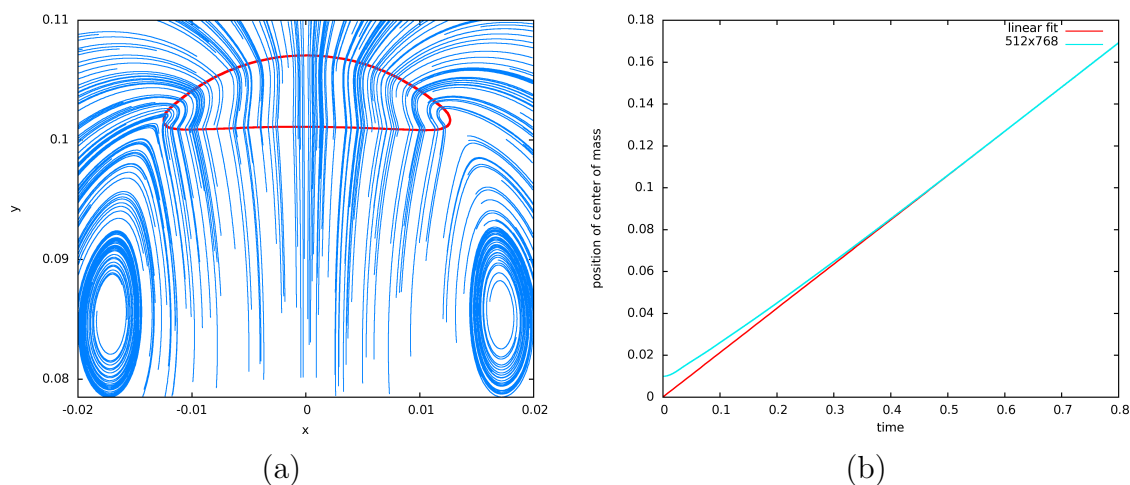 0.11
0.1
0.09
0.08
-0.02 -0.01 0 0.01 0.02
y
x
(a)
0.18
0.16
0.14
0.12
0.1
0.08
0.06
0.04
0.02
0
0 0.1 0.2 0.3 0.4 0.5 0.6 0.7 0.8
position of center of mass
time
linear fit
512x768
(b)